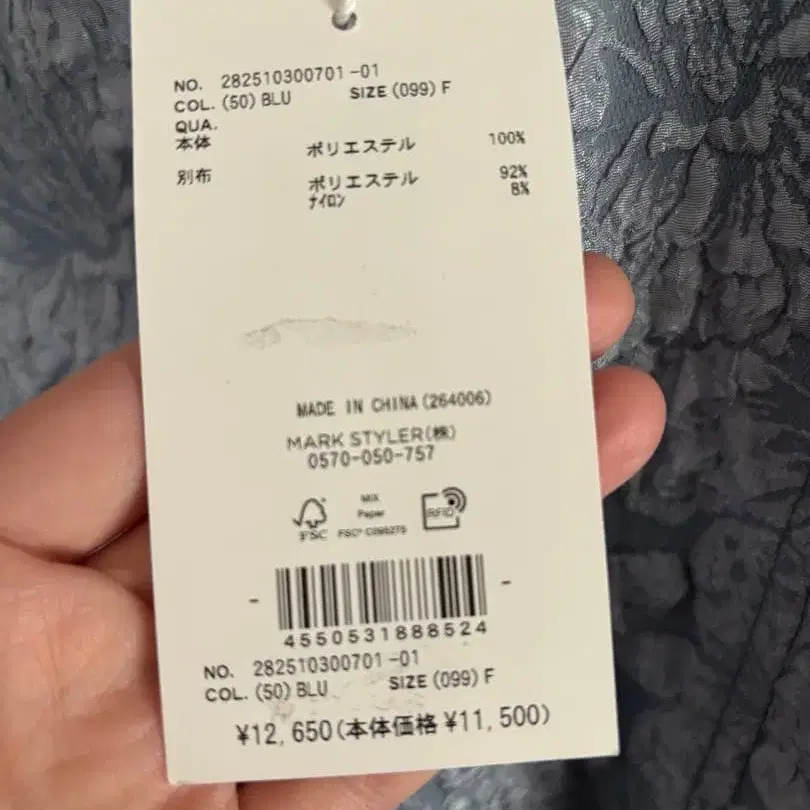 NO. 282510300701-01
COL. (50) BLU SIZE (099) F
QUA.
本体 ポリエステル 100%
別布 ポリエステル 92%
ナイロン 8%
MADE IN CHINA (264006)
MARK STYLER(株)
0570-050-757
MIX
Paper
FSC RFID
4550531888524
NO. 282510300701-01
COL. (50) BLU SIZE (099) F
¥12,650(本体価格¥11,500)